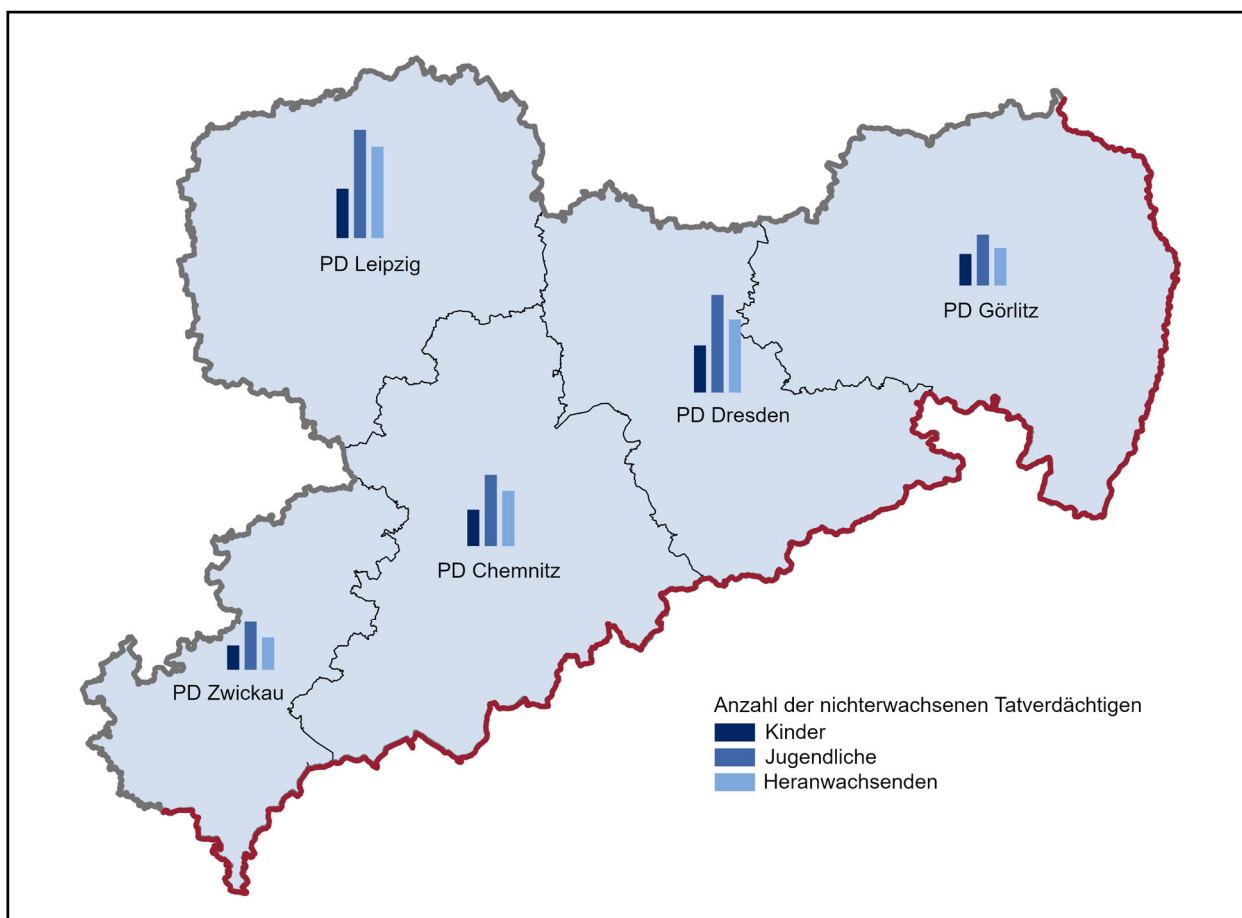 PD Leipzig
PD Görlitz
PD Dresden
PD Chemnitz
PD Zwickau
Anzahl der nichterwachsenen Tatverdächtigen
Kinder
Jugendliche
Heranwachsenden